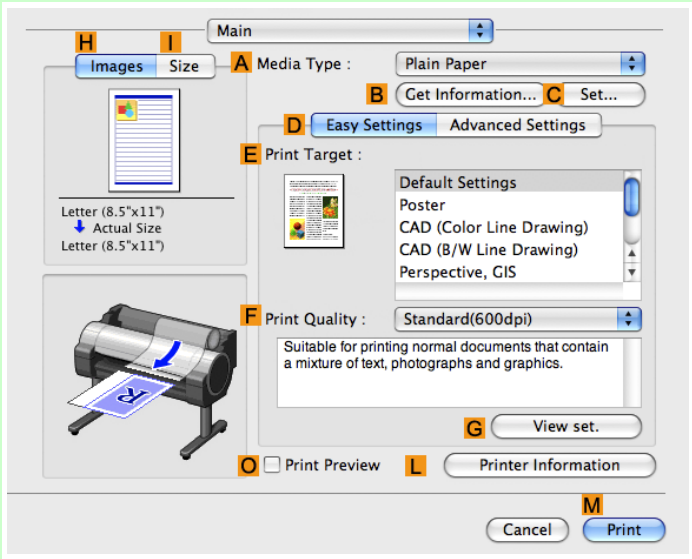 Main
H I
Images Size
A Media Type : Plain Paper
B Get Information... C Set...
D Easy Settings Advanced Settings
E Print Target :
Default Settings
Poster
CAD (Color Line Drawing)
CAD (B/W Line Drawing)
Perspective, GIS
Letter (8.5"x11")
Actual Size
Letter (8.5"x11")
F Print Quality : Standard(600dpi)
Suitable for printing normal documents that contain
a mixture of text, photographs and graphics.
R
G View set.
O Print Preview L Printer Information
M
Cancel Print